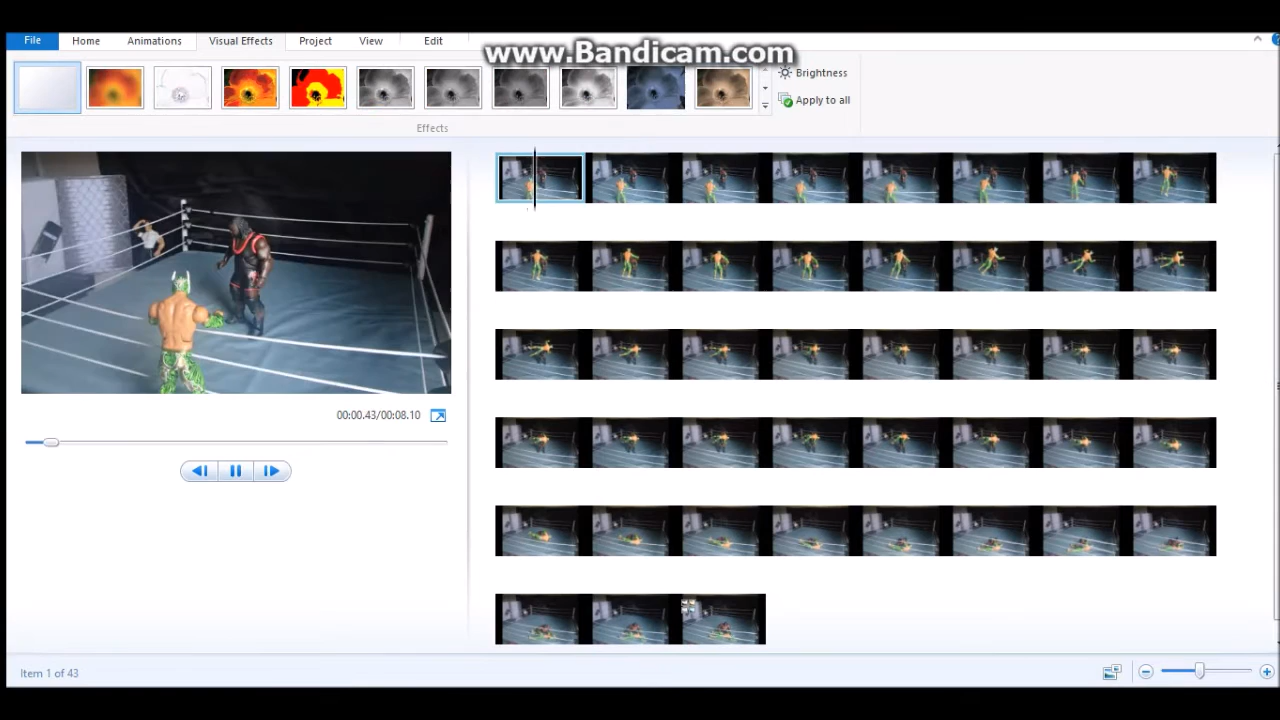 www.Bandicam.com
File Home Animations Visual Effects Project View Edit
Brightness
Apply to all
Effects
00:00.43/00:08.10
Item 1 of 43